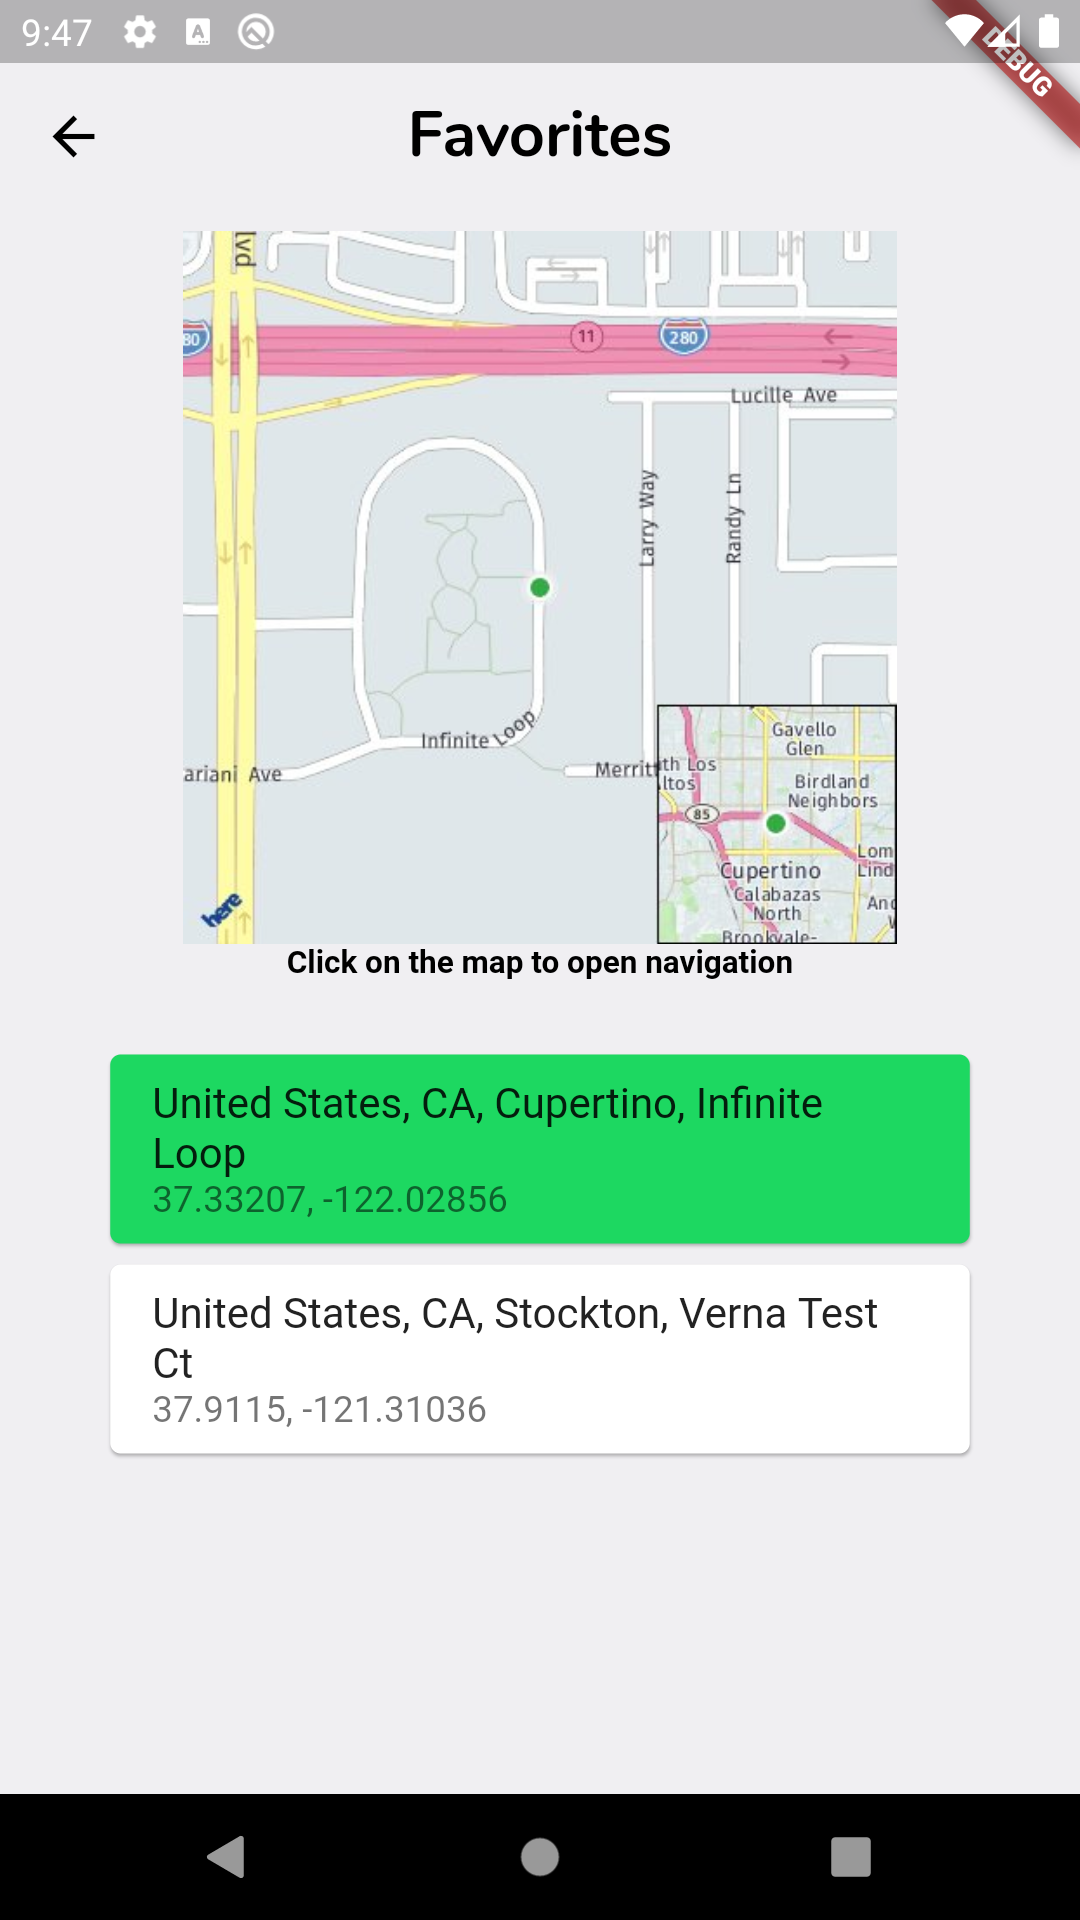 9:47
DEBUG
Favorites
lvd
80
11
280
Lucille Ave
Larry Way
Randy Ln
Infinite Loop
ariani Ave
Merritt
here
Gavello
Glen
th Los
ltos
Birdland
Neighbors
85
Lom
Lind
Cupertino
Calabazas
North
Brookvale-
Click on the map to open navigation
United States, CA, Cupertino, Infinite
Loop
37.33207, -122.02856
United States, CA, Stockton, Verna Test
Ct
37.9115, -121.31036